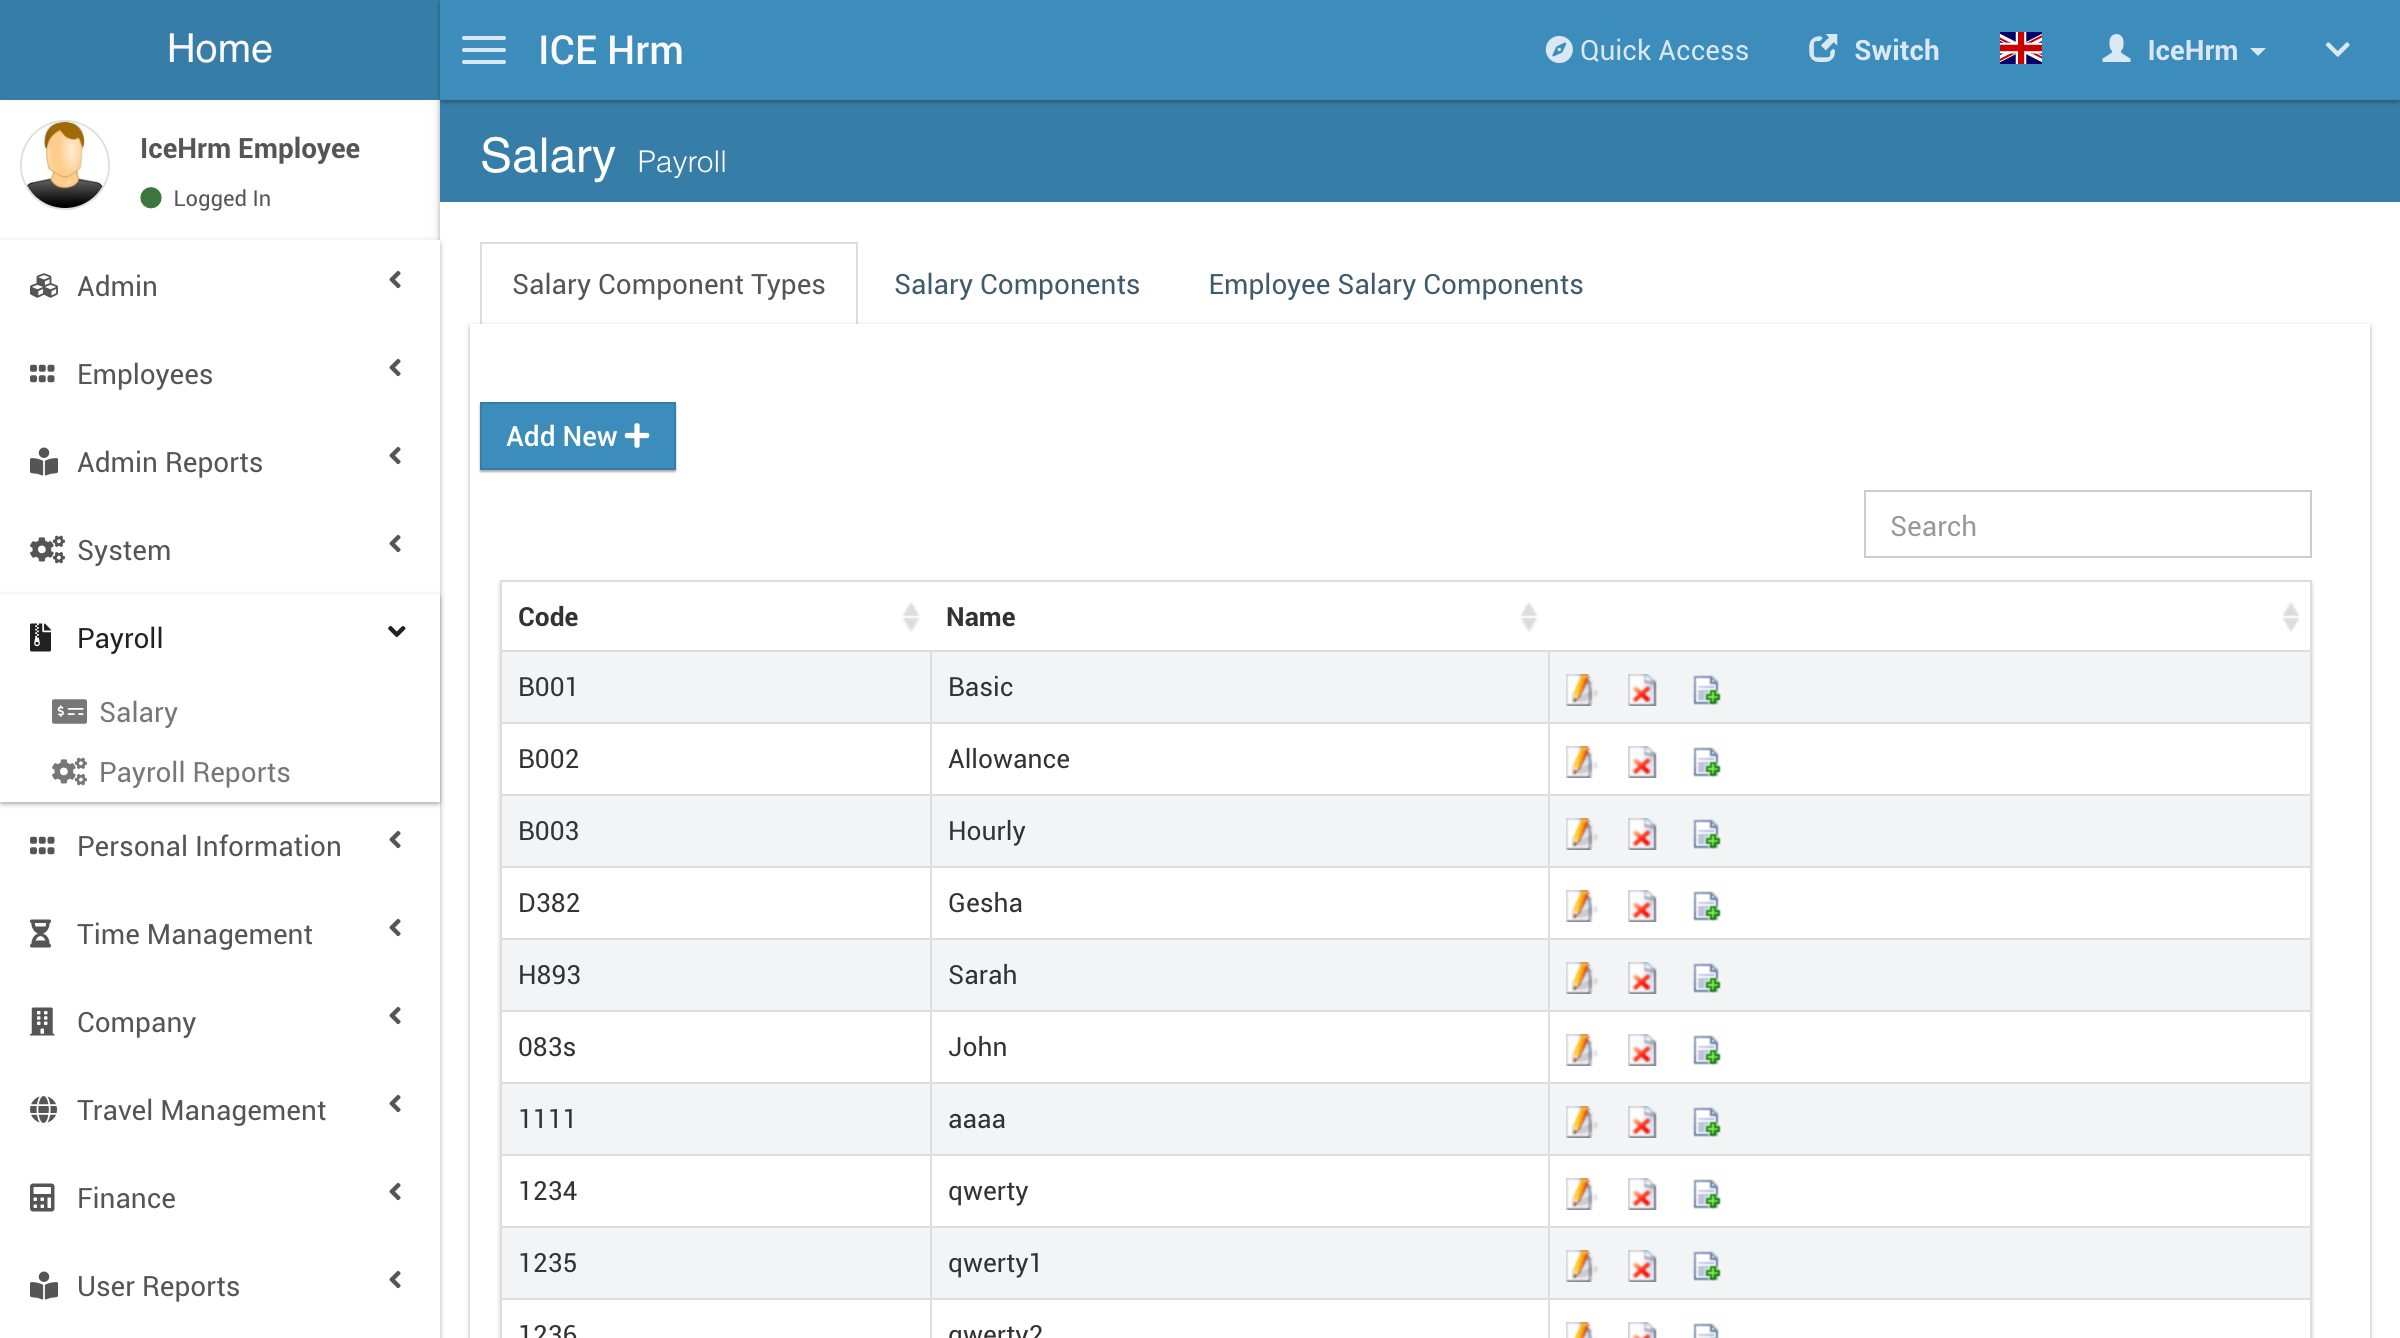 Home
ICE Hrm
Quick Access
Switch
IceHrm
IceHrm Employee
Logged In
Salary Payroll
Admin
Employees
Admin Reports
System
Payroll
Salary
Payroll Reports
Personal Information
Time Management
Company
Travel Management
Finance
User Reports
Salary Component Types
Salary Components
Employee Salary Components
Add New
Search
Code Name
B001 Basic
B002 Allowance
B003 Hourly
D382 Gesha
H893 Sarah
083s John
1111 aaaa
1234 qwerty
1235 qwerty1
1236 qwerty2